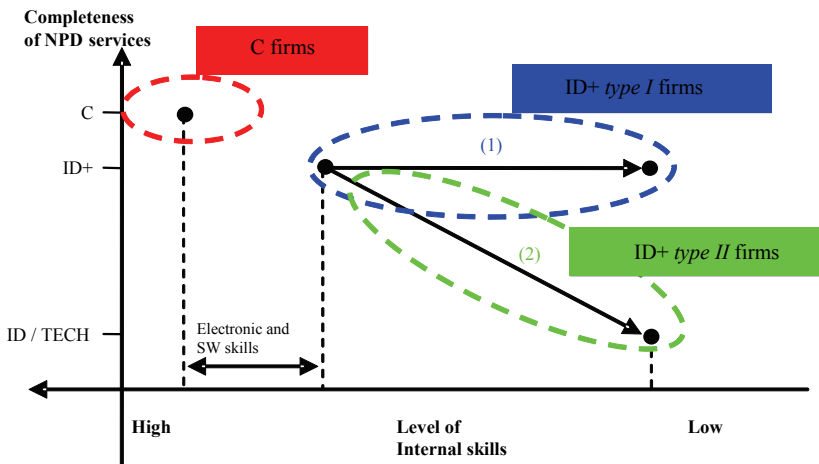 Completeness
of NPD services
C firms
ID+ type I firms
C
(1)
ID+
(2)
ID+ type II firms
ID / TECH
Electronic and
SW skills
High
Level of
Internal skills
Low